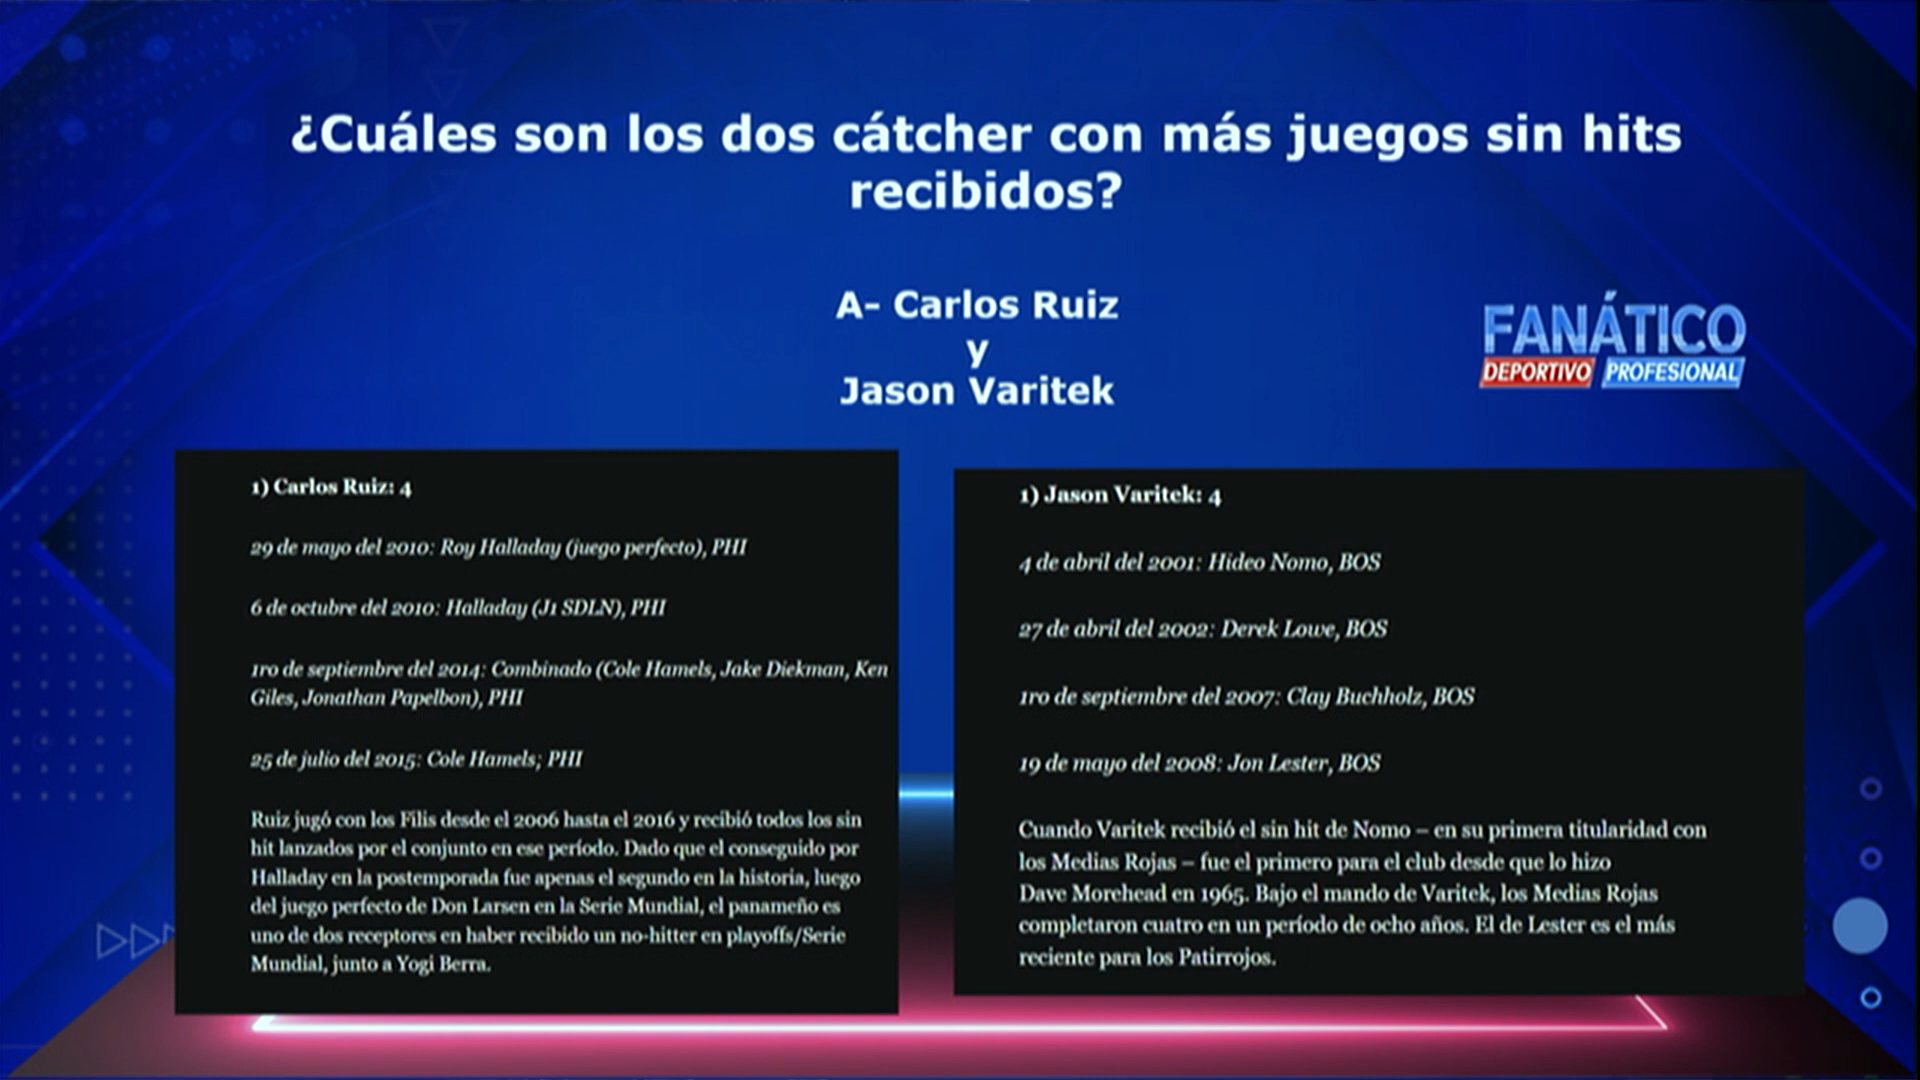 ¿Cuáles son los dos cátcher con más juegos sin hits
recibidos?
A- Carlos Ruiz
y
Jason Varitek
FANÁTICO
DEPORTIVO PROFESIONAL
1) Carlos Ruiz: 4
29 de mayo del 2010: Roy Halladay (juego perfecto), PHI
6 de octubre del 2010: Halladay (J1 SDLN), PHI
1ro de septiembre del 2014: Combinado (Cole Hamels, Jake Diekman, Ken
Giles, Jonathan Papelbon), PHI
25 de julio del 2015: Cole Hamels; PHI
Ruiz jugó con los Filis desde el 2006 hasta el 2016 y recibió todos los sin
hit lanzados por el conjunto en ese período. Dado que el conseguido por
Halladay en la postemporada fue apenas el segundo en la historia, luego
del juego perfecto de Don Larsen en la Serie Mundial, el panameño es
uno de dos receptores en haber recibido un no-hitter en playoffs/Serie
Mundial, junto a Yogi Berra.
1) Jason Varitek: 4
4 de abril del 2001: Hideo Nomo, BOS
27 de abril del 2002: Derek Lowe, BOS
1ro de septiembre del 2007: Clay Buchholz, BOS
19 de mayo del 2008: Jon Lester, BOS
Cuando Varitek recibió el sin hit de Nomo – en su primera titularidad con
los Medias Rojas – fue el primero para el club desde que lo hizo
Dave Morehead en 1965. Bajo el mando de Varitek, los Medias Rojas
completaron cuatro en un período de ocho años. El de Lester es el más
reciente para los Patirrojos.